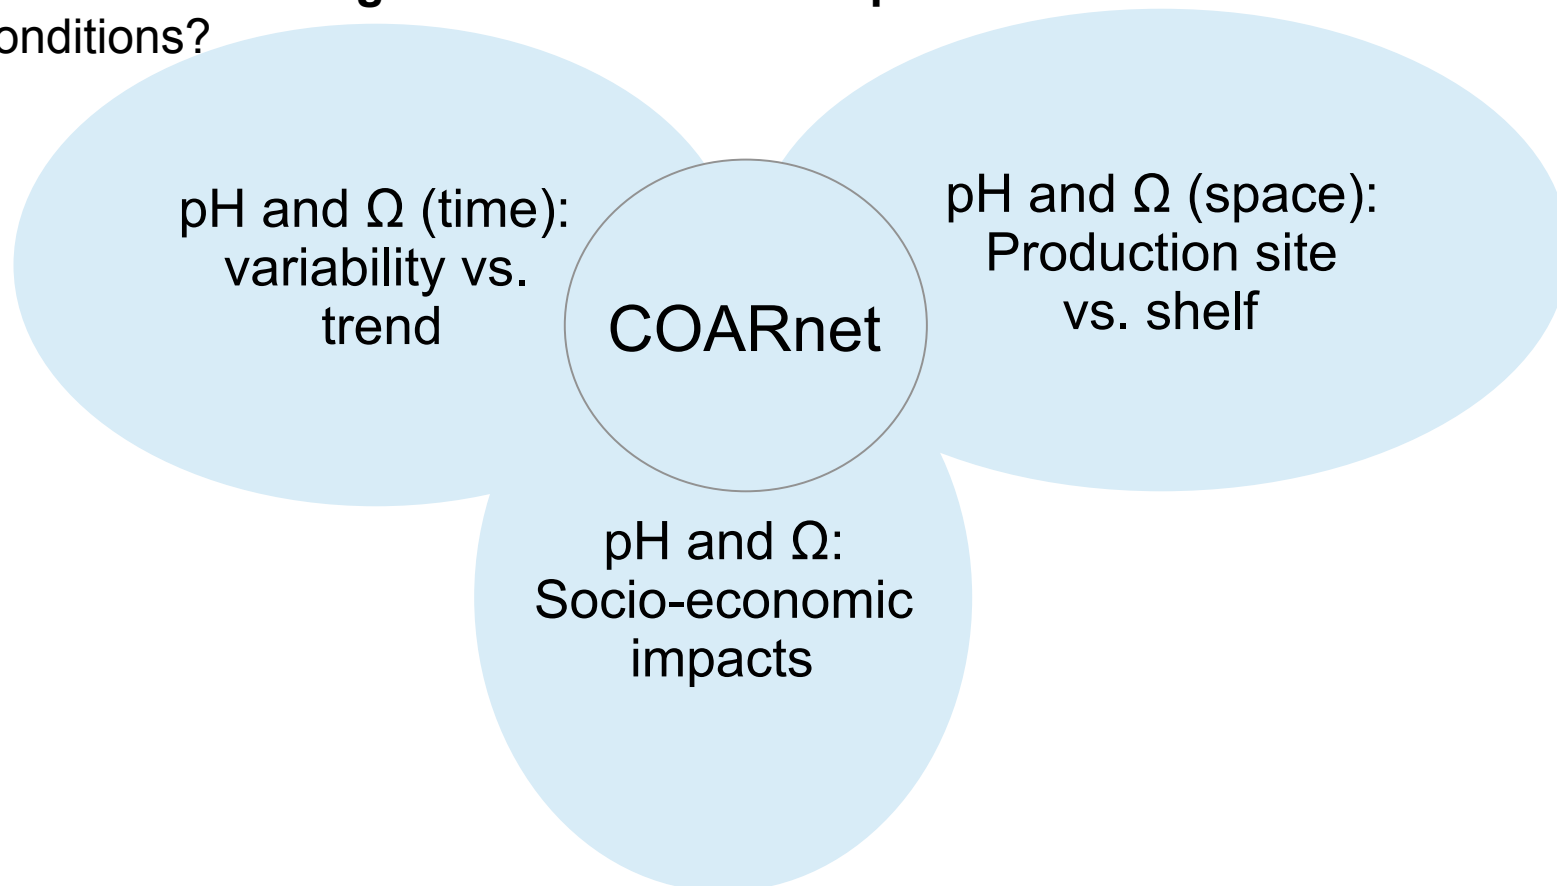 onditions?
pH and Ω (time):
variability vs.
trend
COARnet
pH and Ω (space):
Production site
vs. shelf
pH and Ω:
Socio-economic
impacts